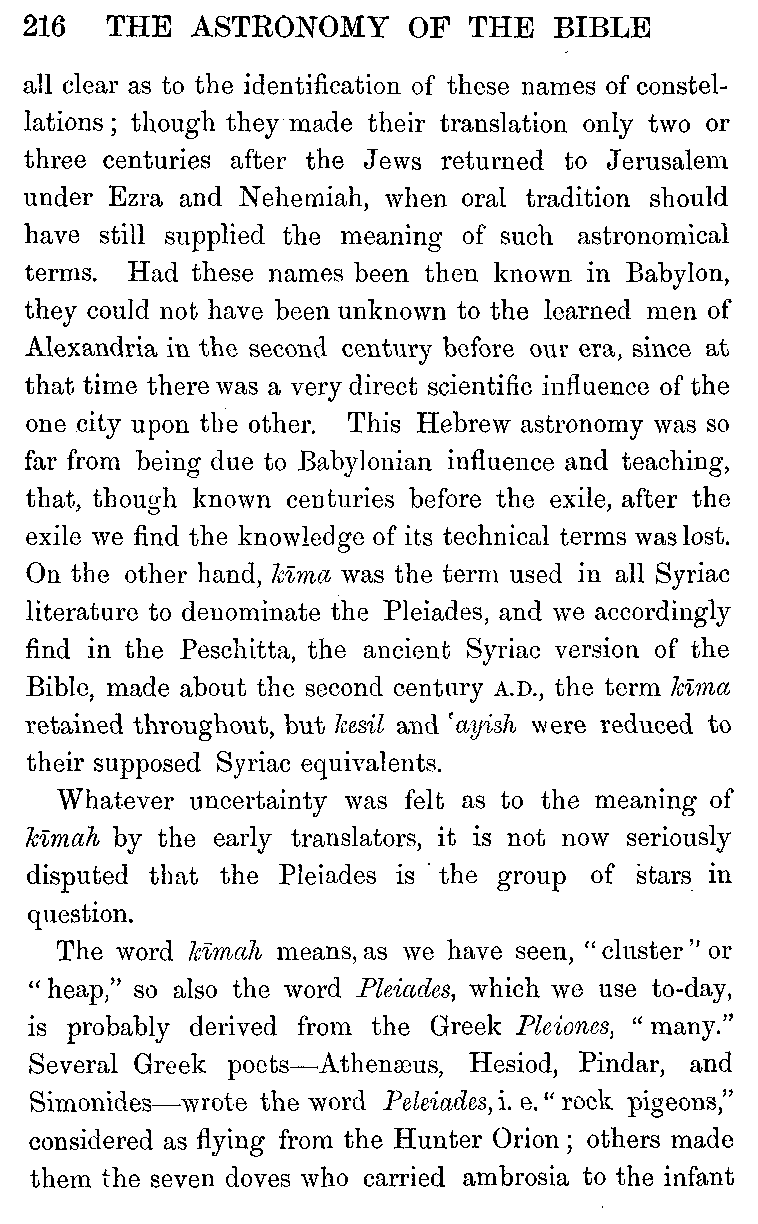 216 THE ASTRONOMY OF THE BIBLE
all clear as to the identification of these names of constel-
lations ; though they made their translation only two or
three centuries after the Jews returned to Jerusalem
under Ezra and Nehemiah, when oral tradition should
have still supplied the meaning of such astronomical
terms. Had these names been then known in Babylon,
they could not have been unknown to the learned men of
Alexandria in the second century before our era, since at
that time there was a very direct scientific influence of the
one city upon the other. This Hebrew astronomy was so
far from being due to Babylonian influence and teaching,
that, though known centuries before the exile, after the
exile we find the knowledge of its technical terms was lost.
On the other hand, kīma was the term used in all Syriac
literature to denominate the Pleiades, and we accordingly
find in the Peschitta, the ancient Syriac version of the
Bible, made about the second century A.D., the term kīma
retained throughout, but kesil and ‘ayish were reduced to
their supposed Syriac equivalents.
Whatever uncertainty was felt as to the meaning of
kīmah by the early translators, it is not now seriously
disputed that the Pleiades is the group of stars in
question.
The word kīmah means, as we have seen, “cluster” or
“heap,” so also the word Pleiades, which we use to-day,
is probably derived from the Greek Pleiones, “many.”
Several Greek poets—Athenæus, Hesiod, Pindar, and
Simonides—wrote the word Peleiades, i. e. “rock pigeons,”
considered as flying from the Hunter Orion ; others made
them the seven doves who carried ambrosia to the infant